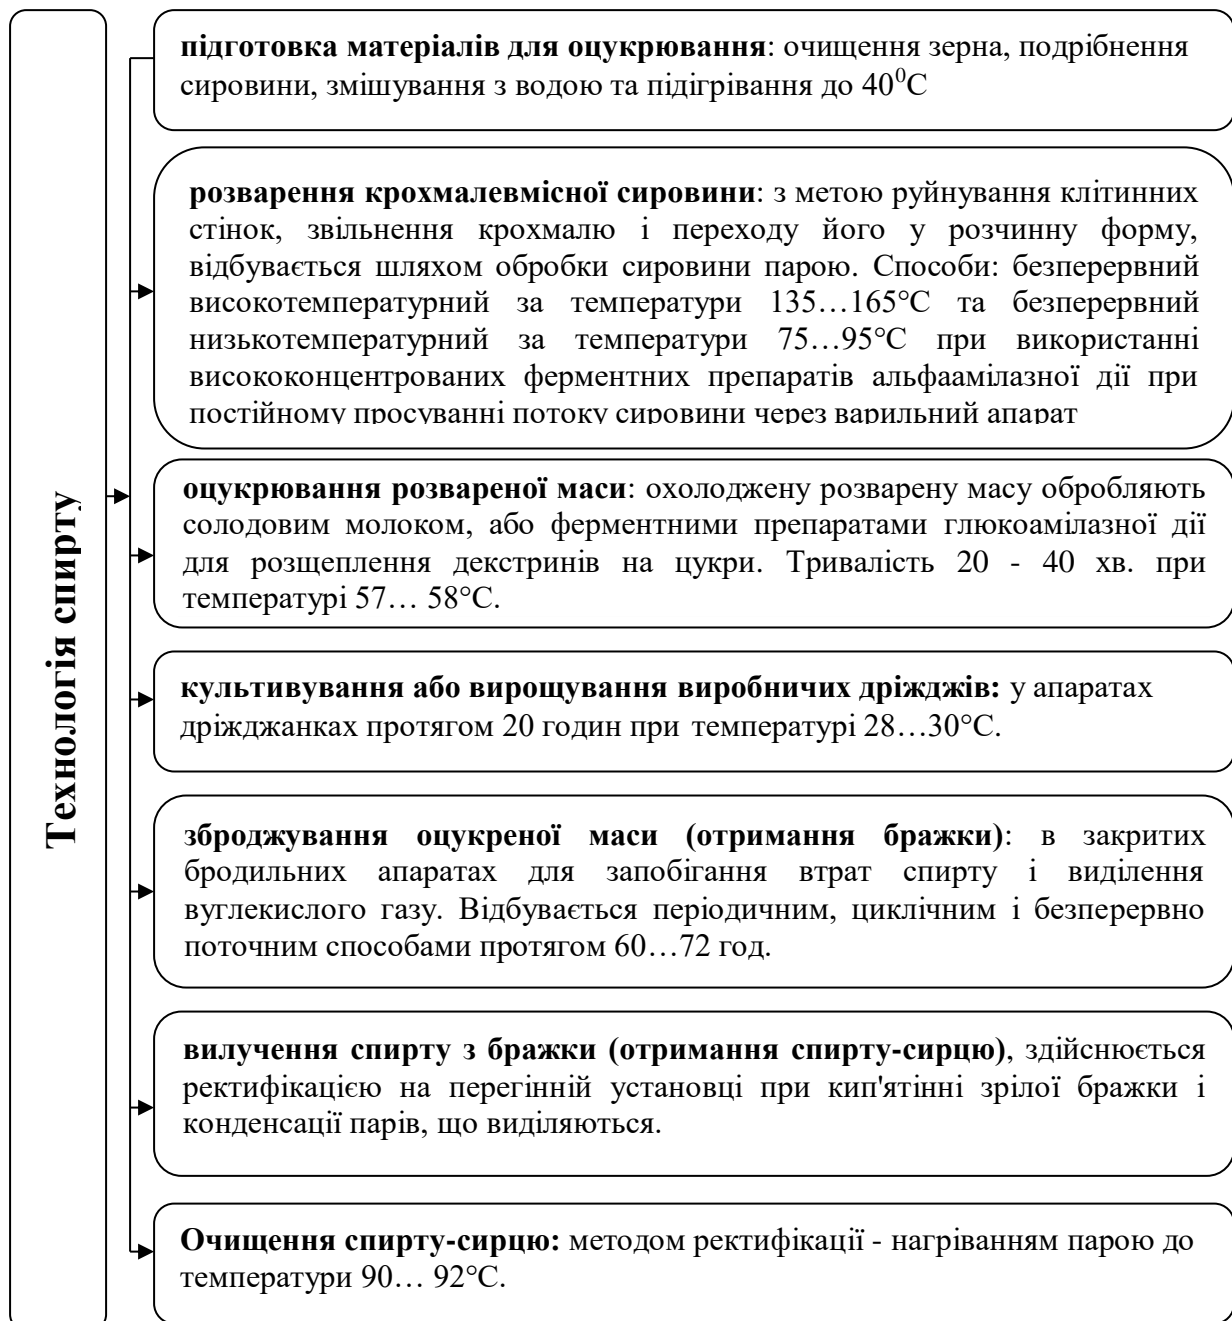 Технологія спирту
підготовка матеріалів для оцукрювання: очищення зерна, подрібнення
сировини, змішування з водою та підігрівання до 40⁰С
розварення крохмалевмісної сировини: з метою руйнування клітинних
стінок, звільнення крохмалю і переходу його у розчинну форму,
відбувається шляхом обробки сировини парою. Способи: безперервний
високотемпературний за температури 135…165°С та безперервний
низькотемпературний за температури 75…95°С при використанні
висококонцентрованих ферментних препаратів альфаамілазної дії при
постійному просуванні потоку сировини через варильний апарат
оцукрювання розвареної маси: охолоджену розварену масу обробляють
солодовим молоком, або ферментними препаратами глюкоамілазної дії
для розщеплення декстринів на цукри. Тривалість 20 - 40 хв. при
температурі 57… 58°С.
культивування або вирощування виробничих дріжджів: у апаратах
дріжджанках протягом 20 годин при температурі 28…30°С.
зброджування оцукреної маси (отримання бражки): в закритих
бродильних апаратах для запобігання втрат спирту і виділення
вуглекислого газу. Відбувається періодичним, циклічним і безперервно
поточним способами протягом 60…72 год.
вилучення спирту з бражки (отримання спирту-сирцю), здійснюється
ректифікацією на перегінній установці при кип'ятінні зрілої бражки і
конденсації парів, що виділяються.
Очищення спирту-сирцю: методом ректифікації - нагріванням парою до
температури 90… 92°С.